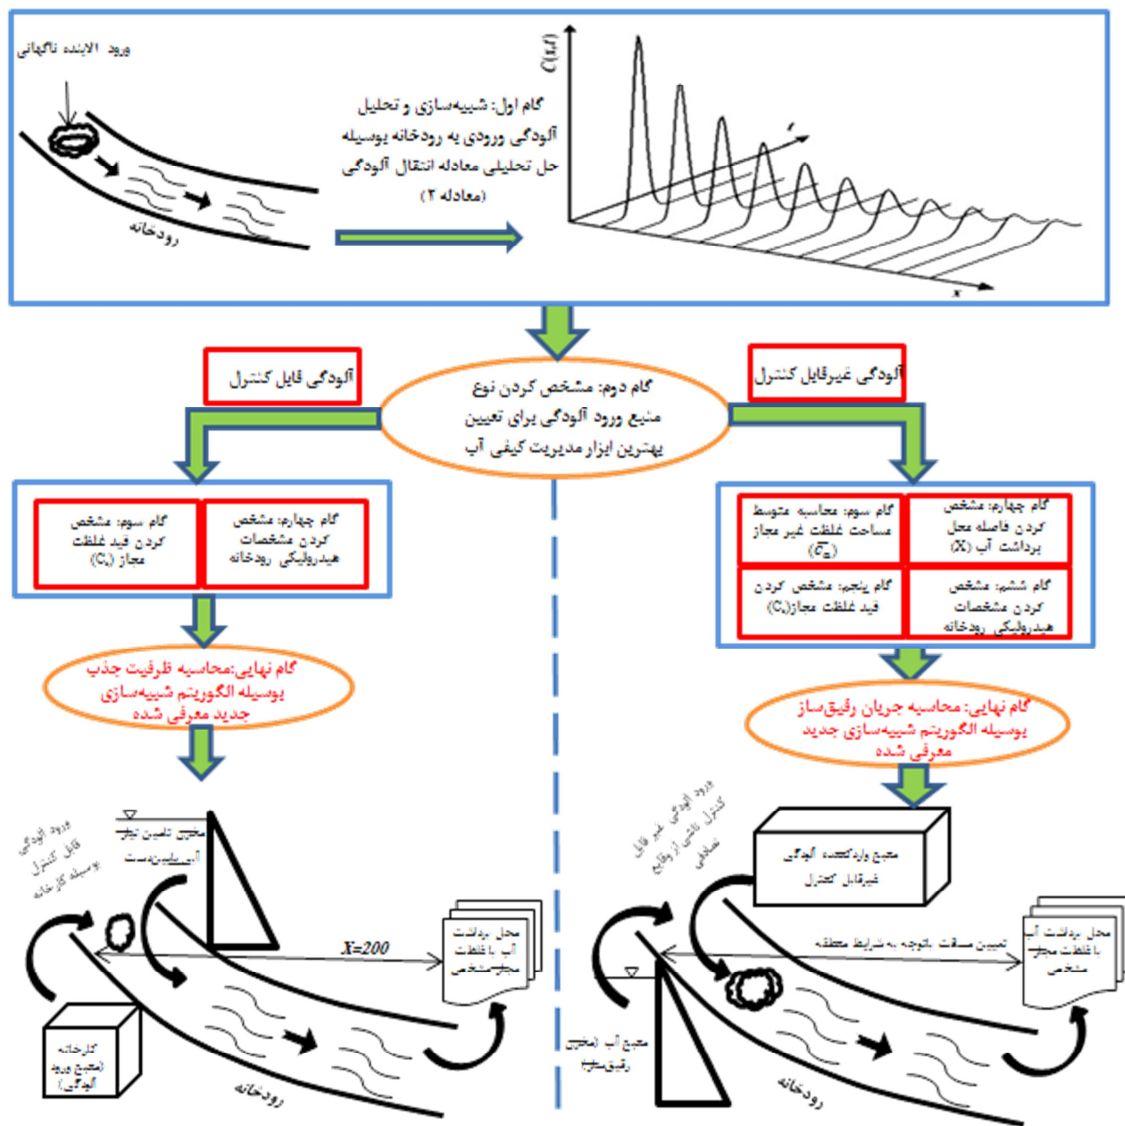 ورود الاینده ناگهانی
رودخانه
گام اول: شبیه‌سازی و تحلیل
آلودگی ورودی به رودخانه بوسیله
حل تحلیلی معادله انتقال آلودگی
(معادله ۲)
C(x,t)
t
x
آلودگی قابل کنترل
گام دوم: مشخص کردن نوع
منبع ورود آلودگی برای تعیین
بهترین ابزار مدیریت کیفی آب
آلودگی غیرقابل کنترل
گام سوم: مشخص
کردن قید غلظت
مجاز (Cs)
گام چهارم: مشخص
کردن مشخصات
هیدرولیکی رودخانه
گام نهایی:محاسبه ظرفیت جذب
بوسیله الگوریتم شبیه‌سازی
جدید معرفی شده
گام سوم: محاسبه متوسط
مساحت غلظت غیر مجاز
گام چهارم: مشخص
کردن فاصله محل
برداشت آب (X)
گام پنجم: مشخص کردن
قید غلظت مجاز(Cs)
گام ششم: مشخص
کردن مشخصات
هیدرولیکی رودخانه
گام نهایی: محاسبه جریان رقیق‌ساز
بوسیله الگوریتم شبیه‌سازی جدید
معرفی شده
ورود آلودگی
قابل کنترل
بوسیله کارخانه
مخزن تامین نیاز
آبی پایین‌دست
X=200
محل برداشت
آب با غلظت
مجاز مشخص
کارخانه
(منبع ورود
آلودگی)
رودخانه
ورود آلودگی غیر قابل
کنترل ناشی از وقایع
تصادفی
منبع واردکننده آلودگی
غیرقابل کنترل
تعیین مسافت باتوجه به شرایط منطقه
محل برداشت آب
با غلظت مجاز
مشخص
منبع آب (مخزن
رقیق‌ساز)
رودخانه